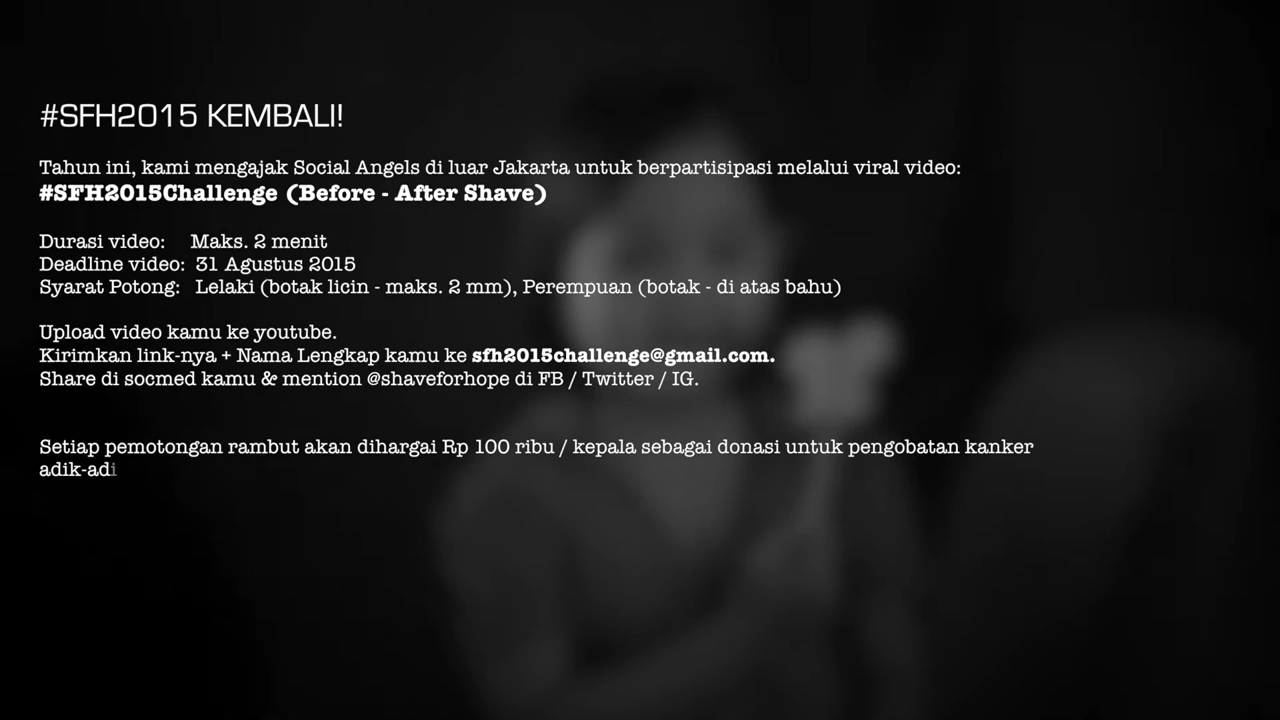 #SFH2015 KEMBALI!
Tahun ini, kami mengajak Social Angels di luar Jakarta untuk berpartisipasi melalui viral video:
#SFH2015Challenge (Before - After Shave)
Durasi video: Maks. 2 menit
Deadline video: 31 Agustus 2015
Syarat Potong: Lelaki (botak licin - maks. 2 mm), Perempuan (botak - di atas bahu)
Upload video kamu ke youtube.
Kirimkan link-nya + Nama Lengkap kamu ke sfh2015challenge@gmail.com.
Share di socmed kamu & mention @shaveforhope di FB / Twitter / IG.
Setiap pemotongan rambut akan dihargai Rp 100 ribu / kepala sebagai donasi untuk pengobatan kanker
adik-adi